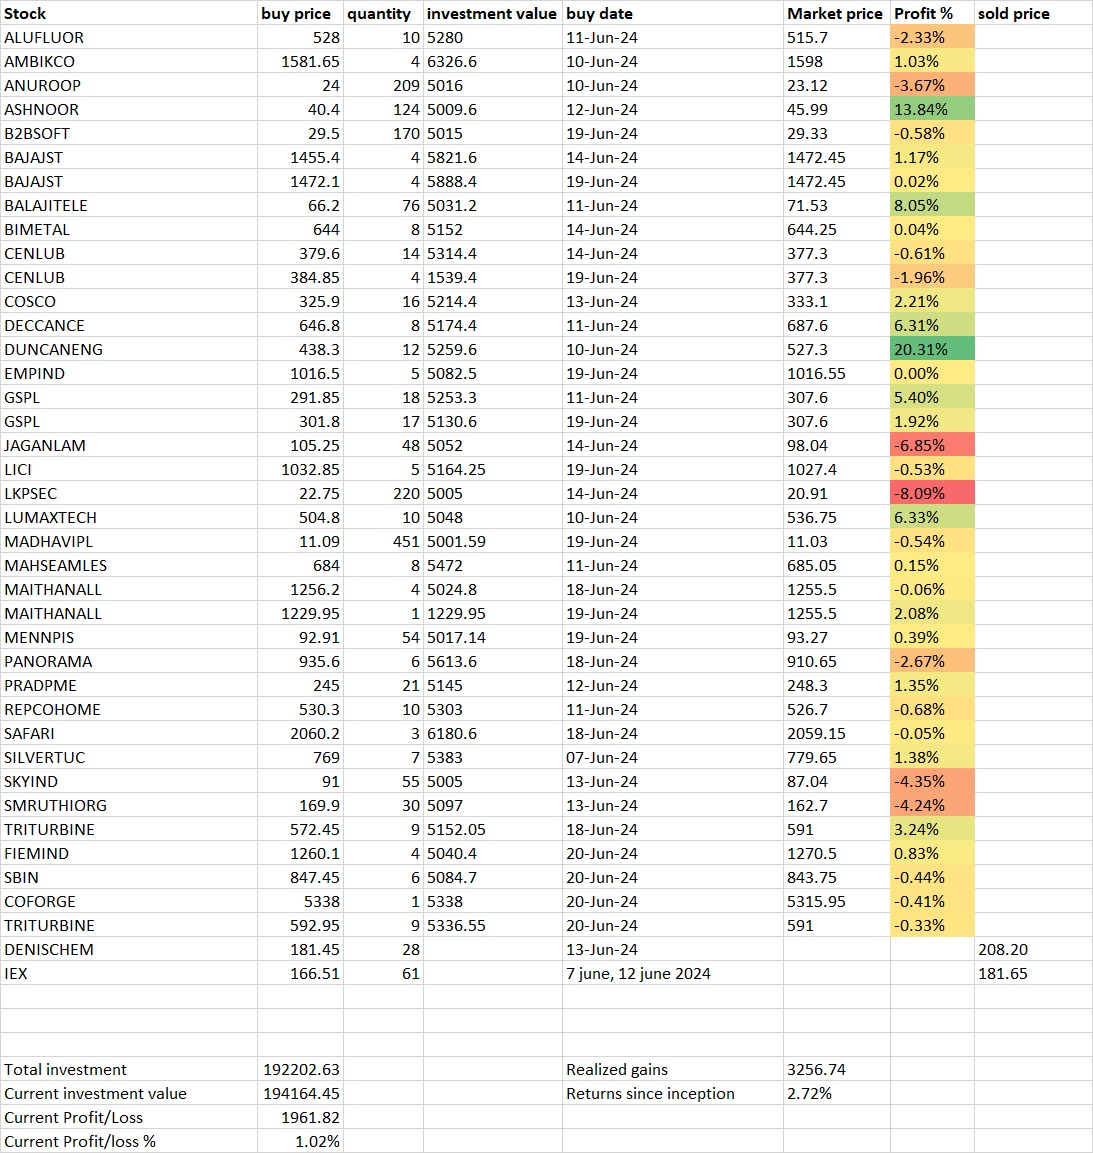 Stock buy price quantity investment value buy date Market price Profit % sold price
ALUFLUOR 528 10 5280 11-Jun-24 515.7 -2.33%
AMBIKCO 1581.65 4 6326.6 10-Jun-24 1598 1.03%
ANUROOP 24 209 5016 10-Jun-24 23.12 -3.67%
ASHNOOR 40.4 124 5009.6 12-Jun-24 45.99 13.84%
B2BSOFT 29.5 170 5015 19-Jun-24 29.33 -0.58%
BAJAJST 1455.4 4 5821.6 14-Jun-24 1472.45 1.17%
BAJAJST 1472.1 4 5888.4 19-Jun-24 1472.45 0.02%
BALAJITELE 66.2 76 5031.2 11-Jun-24 71.53 8.05%
BIMETAL 644 8 5152 14-Jun-24 644.25 0.04%
CENLUB 379.6 14 5314.4 14-Jun-24 377.3 -0.61%
CENLUB 384.85 4 1539.4 19-Jun-24 377.3 -1.96%
COSCO 325.9 16 5214.4 13-Jun-24 333.1 2.21%
DECCANCE 646.8 8 5174.4 11-Jun-24 687.6 6.31%
DUNCANENG 438.3 12 5259.6 10-Jun-24 527.3 20.31%
EMPIND 1016.5 5 5082.5 19-Jun-24 1016.55 0.00%
GSPL 291.85 18 5253.3 11-Jun-24 307.6 5.40%
GSPL 301.8 17 5130.6 19-Jun-24 307.6 1.92%
JAGANLAM 105.25 48 5052 14-Jun-24 98.04 -6.85%
LICI 1032.85 5 5164.25 19-Jun-24 1027.4 -0.53%
LKPSEC 22.75 220 5005 14-Jun-24 20.91 -8.09%
LUMAXTECH 504.8 10 5048 10-Jun-24 536.75 6.33%
MADHAVIPL 11.09 451 5001.59 19-Jun-24 11.03 -0.54%
MAHSEAMLES 684 8 5472 11-Jun-24 685.05 0.15%
MAITHANALL 1256.2 4 5024.8 18-Jun-24 1255.5 -0.06%
MAITHANALL 1229.95 1 1229.95 19-Jun-24 1255.5 2.08%
MENNPIS 92.91 54 5017.14 19-Jun-24 93.27 0.39%
PANORAMA 935.6 6 5613.6 18-Jun-24 910.65 -2.67%
PRADPME 245 21 5145 12-Jun-24 248.3 1.35%
REPCOHOME 530.3 10 5303 11-Jun-24 526.7 -0.68%
SAFARI 2060.2 3 6180.6 18-Jun-24 2059.15 -0.05%
SILVERTUC 769 7 5383 07-Jun-24 779.65 1.38%
SKYIND 91 55 5005 13-Jun-24 87.04 -4.35%
SMRUTHIORG 169.9 30 5097 13-Jun-24 162.7 -4.24%
TRITURBINE 572.45 9 5152.05 18-Jun-24 591 3.24%
FIEMIND 1260.1 4 5040.4 20-Jun-24 1270.5 0.83%
SBIN 847.45 6 5084.7 20-Jun-24 843.75 -0.44%
COFORGE 5338 1 5338 20-Jun-24 5315.95 -0.41%
TRITURBINE 592.95 9 5336.55 20-Jun-24 591 -0.33%
DENISCHEM 181.45 28 13-Jun-24 208.20
IEX 166.51 61 7 june, 12 june 2024 181.65
Total investment 192202.63 Realized gains 3256.74
Current investment value 194164.45 Returns since inception 2.72%
Current Profit/Loss 1961.82
Current Profit/loss % 1.02%